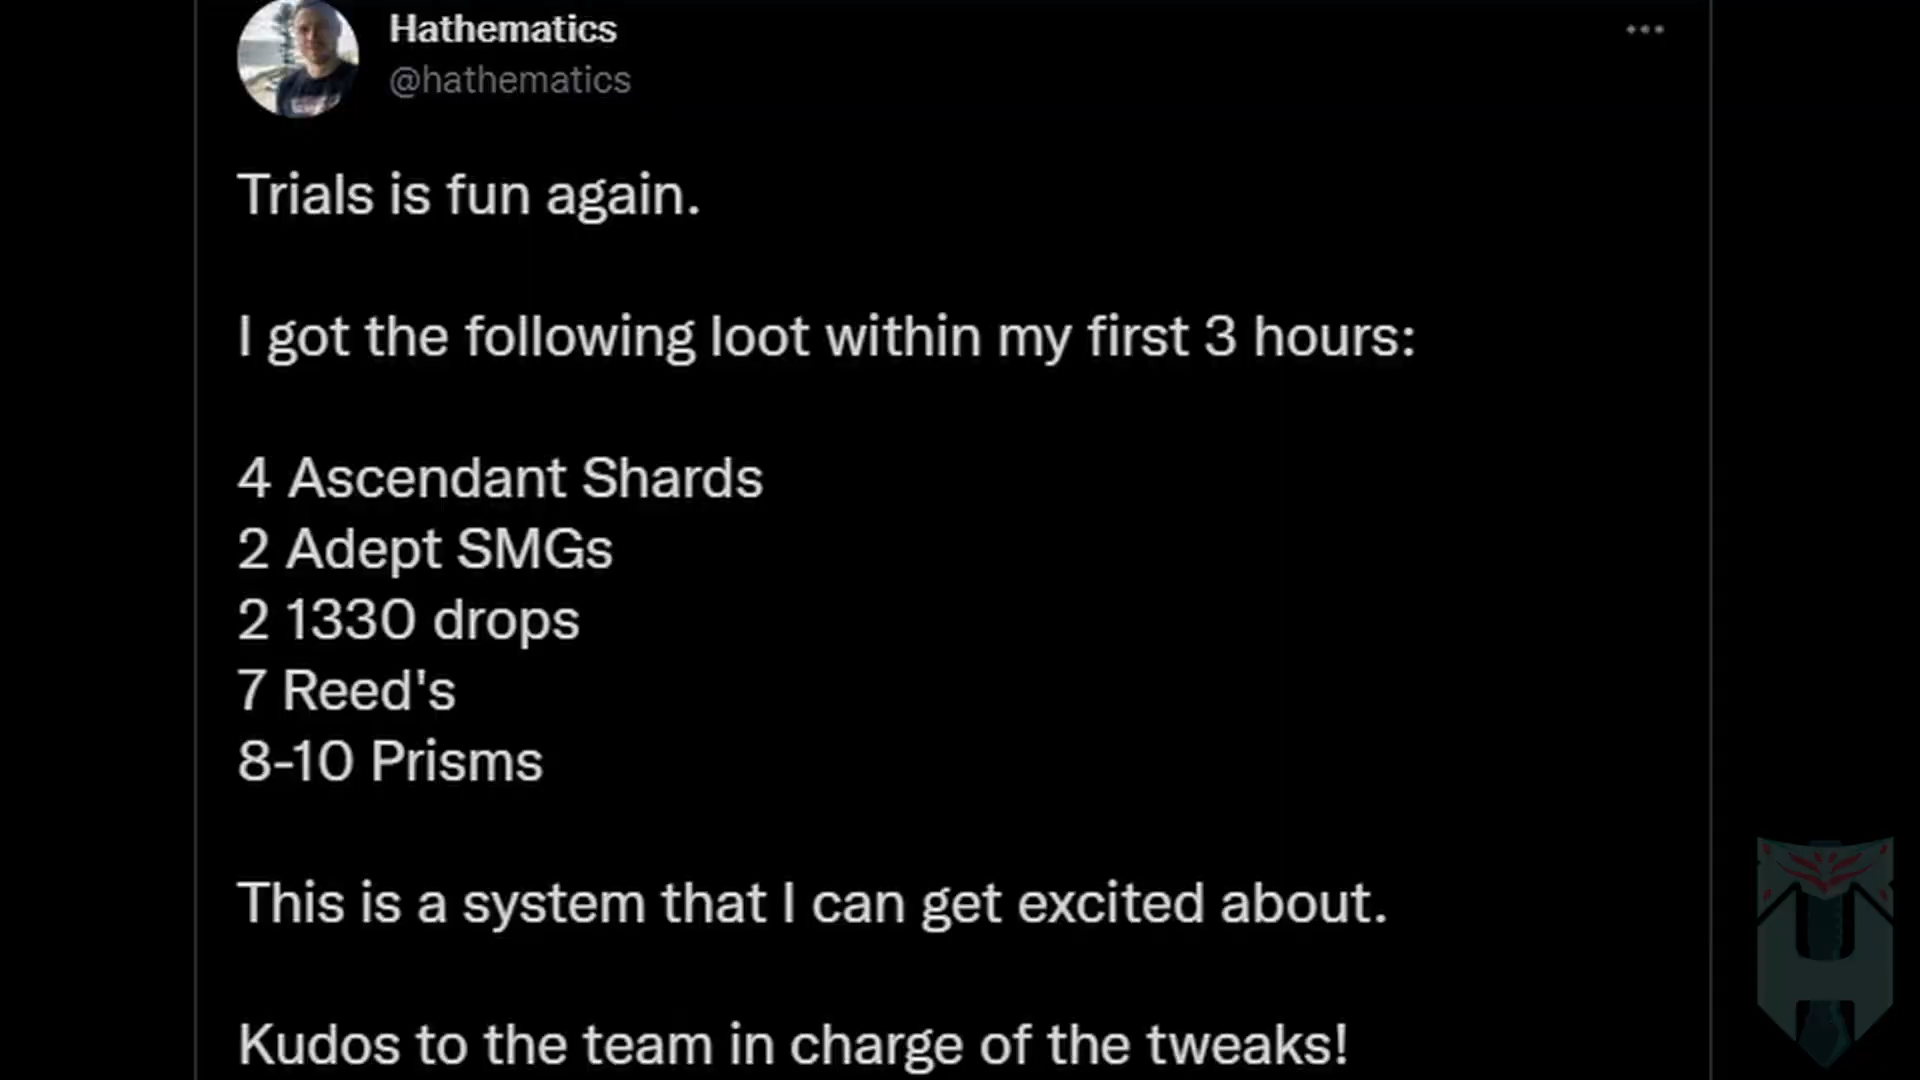 Hathematics
@hathematics
Trials is fun again.
I got the following loot within my first 3 hours:
4 Ascendant Shards
2 Adept SMGs
2 1330 drops
7 Reed's
8-10 Prisms
This is a system that I can get excited about.
Kudos to the team in charge of the tweaks!